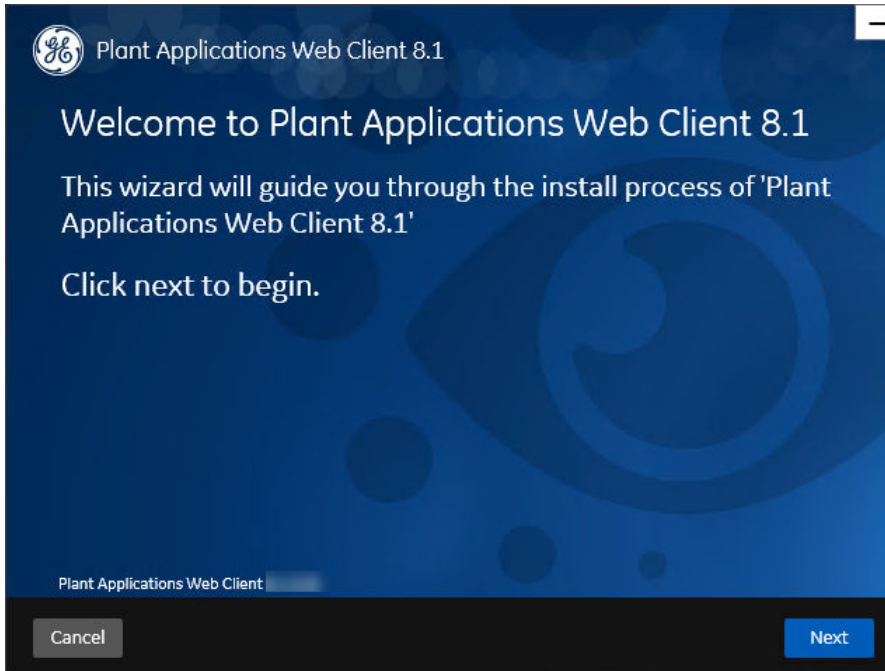 Plant Applications Web Client 8.1
Welcome to Plant Applications Web Client 8.1
This wizard will guide you through the install process of 'Plant
Applications Web Client 8.1'
Click next to begin.
Plant Applications Web Client
Cancel
Next